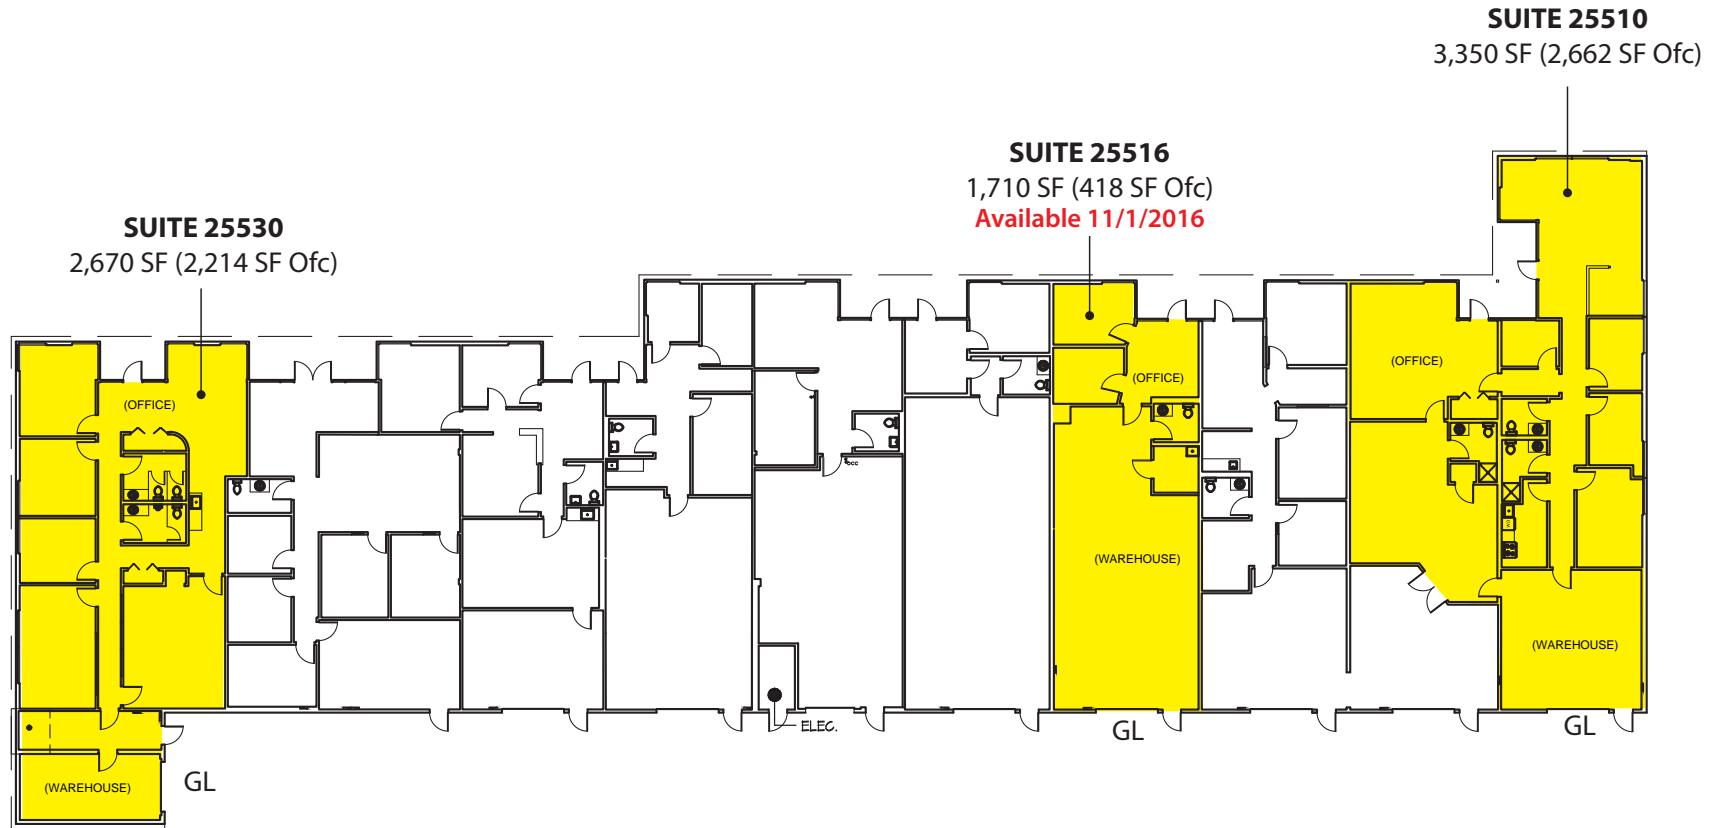 SUITE 25510
3,350 SF (2,662 SF Ofc)
SUITE 25516
1,710 SF (418 SF Ofc)
Available 11/1/2016
SUITE 25530
2,670 SF (2,214 SF Ofc)
(OFFICE)
(OFFICE)
(OFFICE)
(WAREHOUSE)
(WAREHOUSE)
ELEC.
GL
GL
GL
(WAREHOUSE)